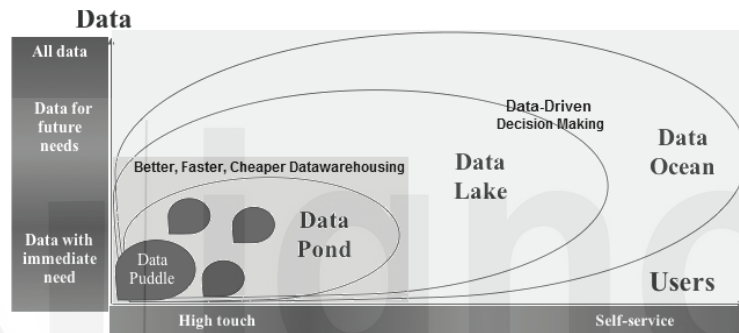 Data
All data
Data for
future
needs
Data with
immediate
need
Better, Faster, Cheaper Datawarehousing
Data-Driven
Decision Making
Data
Ocean
Data
Lake
Data
Pond
Data
Puddle
Users
High touch
Self-service